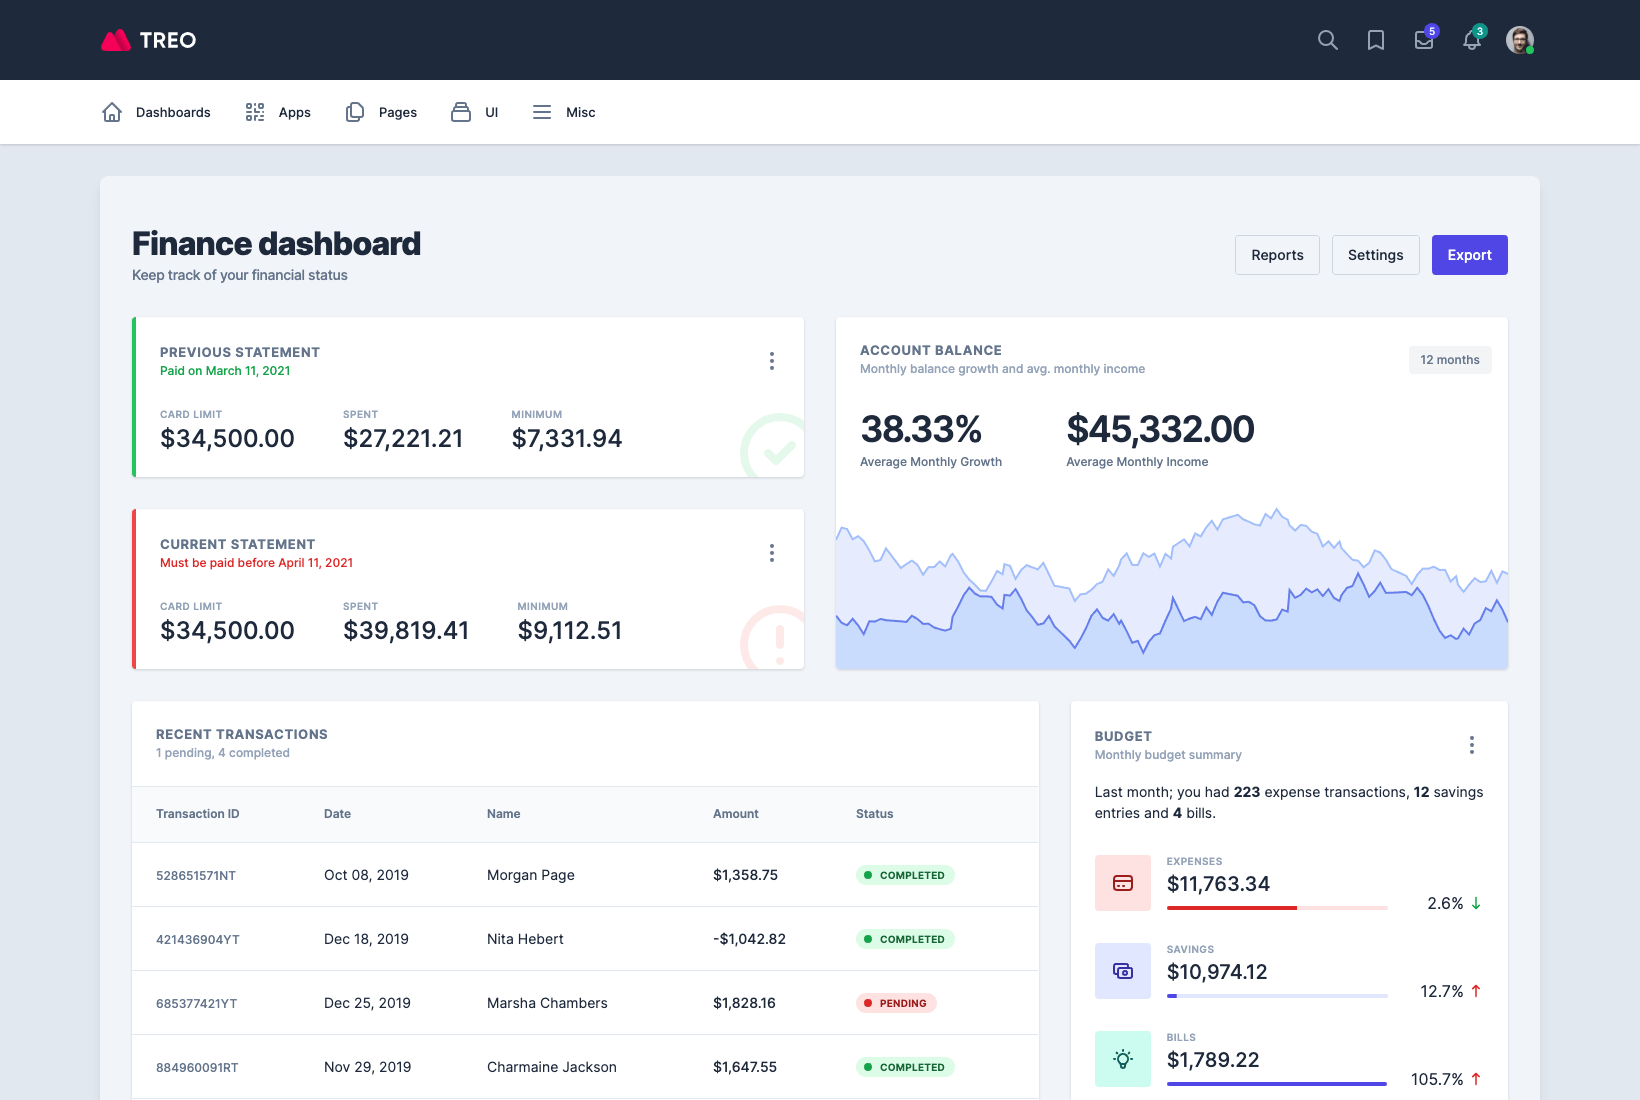 TREO
5
3
Dashboards
Apps
Pages
UI
Misc
Finance dashboard
Keep track of your financial status
Reports
Settings
Export
PREVIOUS STATEMENT
Paid on March 11, 2021
CARD LIMIT
SPENT
MINIMUM
$34,500.00
$27,221.21
$7,331.94
CURRENT STATEMENT
Must be paid before April 11, 2021
CARD LIMIT
SPENT
MINIMUM
$34,500.00
$39,819.41
$9,112.51
ACCOUNT BALANCE
Monthly balance growth and avg. monthly income
12 months
38.33%
$45,332.00
Average Monthly Growth
Average Monthly Income
RECENT TRANSACTIONS
1 pending, 4 completed
Transaction ID Date Name Amount Status
528651571NT Oct 08, 2019 Morgan Page $1,358.75 COMPLETED
421436904YT Dec 18, 2019 Nita Hebert -$1,042.82 COMPLETED
685377421YT Dec 25, 2019 Marsha Chambers $1,828.16 PENDING
884960091RT Nov 29, 2019 Charmaine Jackson $1,647.55 COMPLETED
BUDGET
Monthly budget summary
Last month; you had 223 expense transactions, 12 savings
entries and 4 bills.
EXPENSES
$11,763.34
2.6%
SAVINGS
$10,974.12
12.7%
BILLS
$1,789.22
105.7%